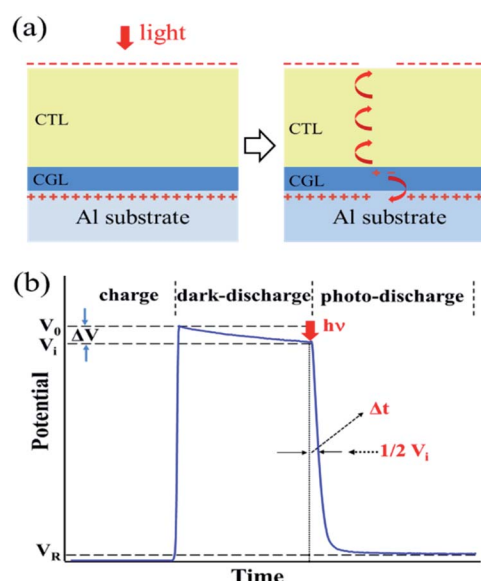 (a)
light
CTL
CGL
Al substrate
CTL
CGL
Al substrate
(b)
charge
dark-discharge
photo-discharge
V₀
ΔV
Vᵢ
hν
Δt
1/2 Vᵢ
V_R
Potential
Time